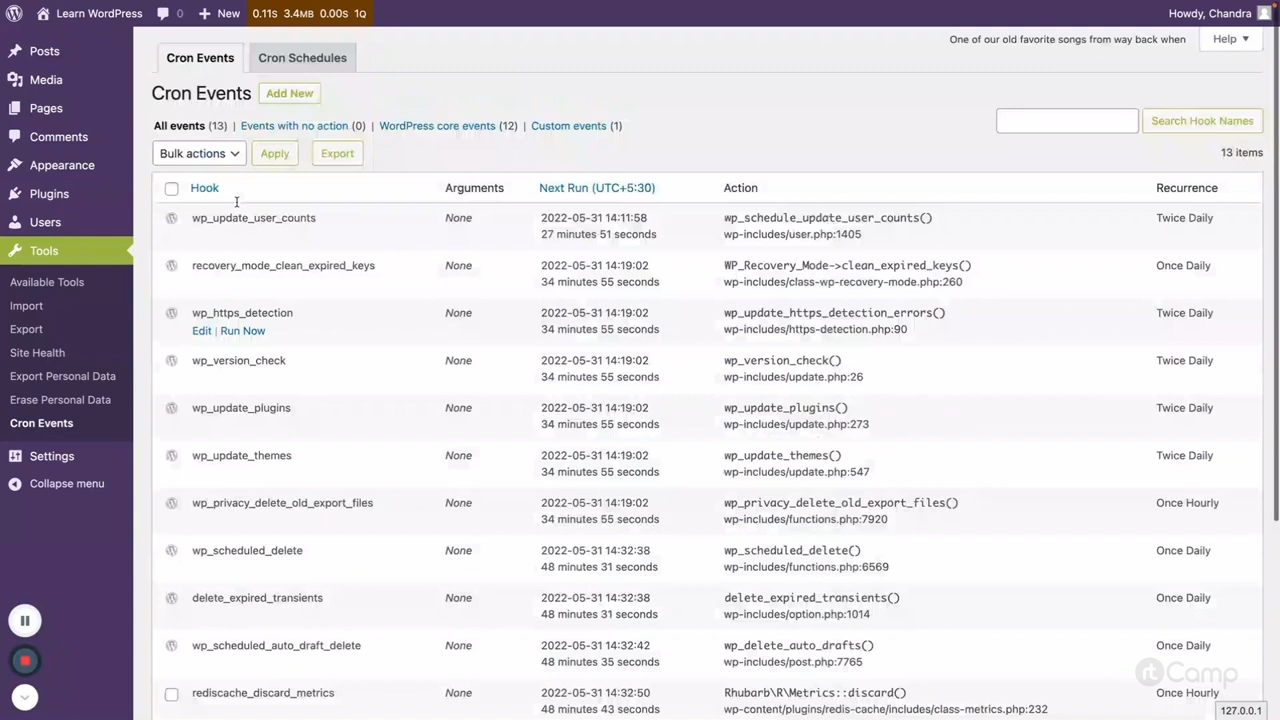 Learn WordPress
0
New
0.11s 3.4MB 0.00s 1Q
Howdy, Chandra
Posts
Media
Pages
Comments
Appearance
Plugins
Users
Tools
Available Tools
Import
Export
Site Health
Export Personal Data
Erase Personal Data
Cron Events
Settings
Collapse menu
One of our old favorite songs from way back when
Help
Cron Events
Cron Schedules
Cron Events
Add New
All events (13) | Events with no action (0) | WordPress core events (12) | Custom events (1)
Search Hook Names
Bulk actions
Apply
Export
13 items
Hook Arguments Next Run (UTC+5:30) Action Recurrence
wp_update_user_counts None 2022-05-31 14:11:58 wp_schedule_update_user_counts() Twice Daily
27 minutes 51 seconds wp-includes/user.php:1405
recovery_mode_clean_expired_keys None 2022-05-31 14:19:02 WP_Recovery_Mode->clean_expired_keys() Once Daily
34 minutes 55 seconds wp-includes/class-wp-recovery-mode.php:260
wp_https_detection None 2022-05-31 14:19:02 wp_update_https_detection_errors() Twice Daily
Edit | Run Now 34 minutes 55 seconds wp-includes/https-detection.php:90
wp_version_check None 2022-05-31 14:19:02 wp_version_check() Twice Daily
34 minutes 55 seconds wp-includes/update.php:26
wp_update_plugins None 2022-05-31 14:19:02 wp_update_plugins() Twice Daily
34 minutes 55 seconds wp-includes/update.php:273
wp_update_themes None 2022-05-31 14:19:02 wp_update_themes() Twice Daily
34 minutes 55 seconds wp-includes/update.php:547
wp_privacy_delete_old_export_files None 2022-05-31 14:19:02 wp_privacy_delete_old_export_files() Once Hourly
34 minutes 55 seconds wp-includes/functions.php:7920
wp_scheduled_delete None 2022-05-31 14:32:38 wp_scheduled_delete() Once Daily
48 minutes 31 seconds wp-includes/functions.php:6569
delete_expired_transients None 2022-05-31 14:32:38 delete_expired_transients() Once Daily
48 minutes 31 seconds wp-includes/option.php:1014
wp_scheduled_auto_draft_delete None 2022-05-31 14:32:42 wp_delete_auto_drafts() Once Daily
48 minutes 35 seconds wp-includes/post.php:7765
rediscache_discard_metrics None 2022-05-31 14:32:50 Rhubarb\R\Metrics::discard() Once Hourly
48 minutes 43 seconds wp-content/plugins/redis-cache/includes/class-metrics.php:232
rtCamp
127.0.0.1